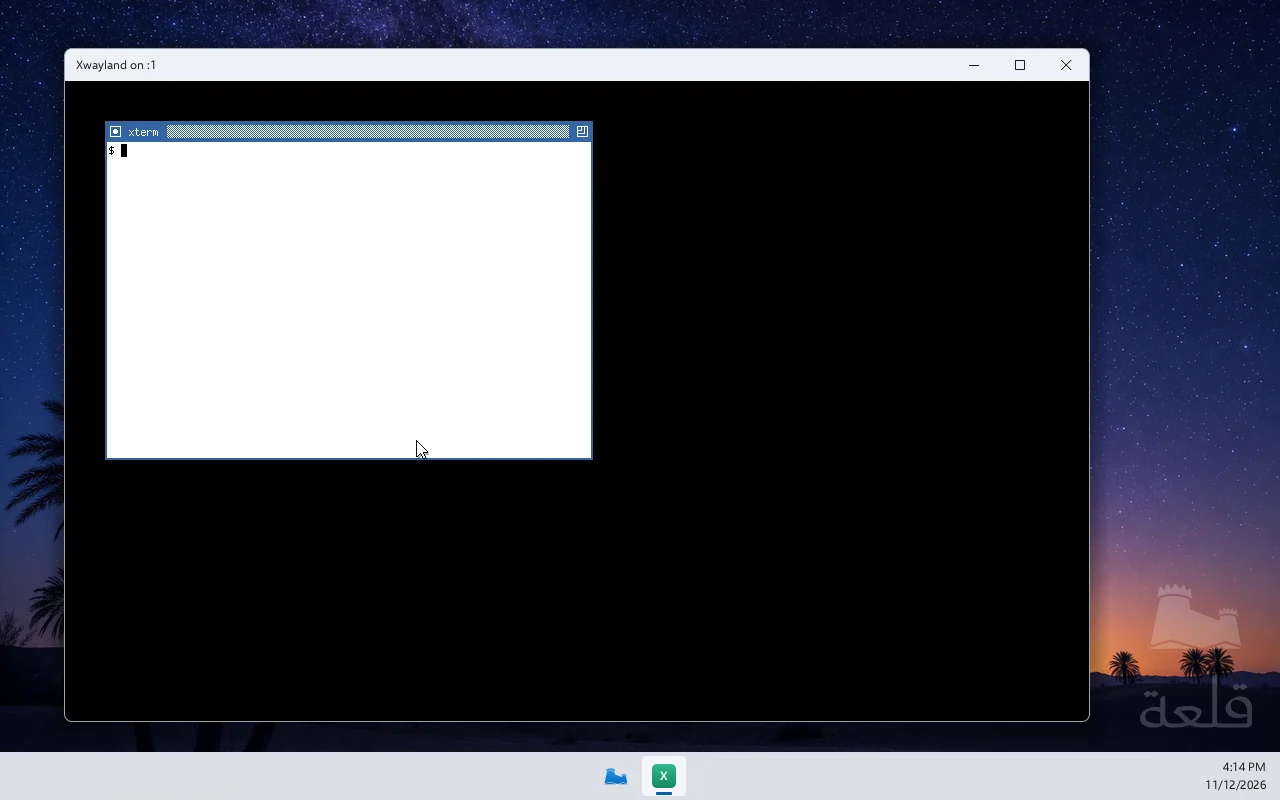 Xwayland on :1
xterm
$
X
قلعة
4:14 PM
11/12/2026